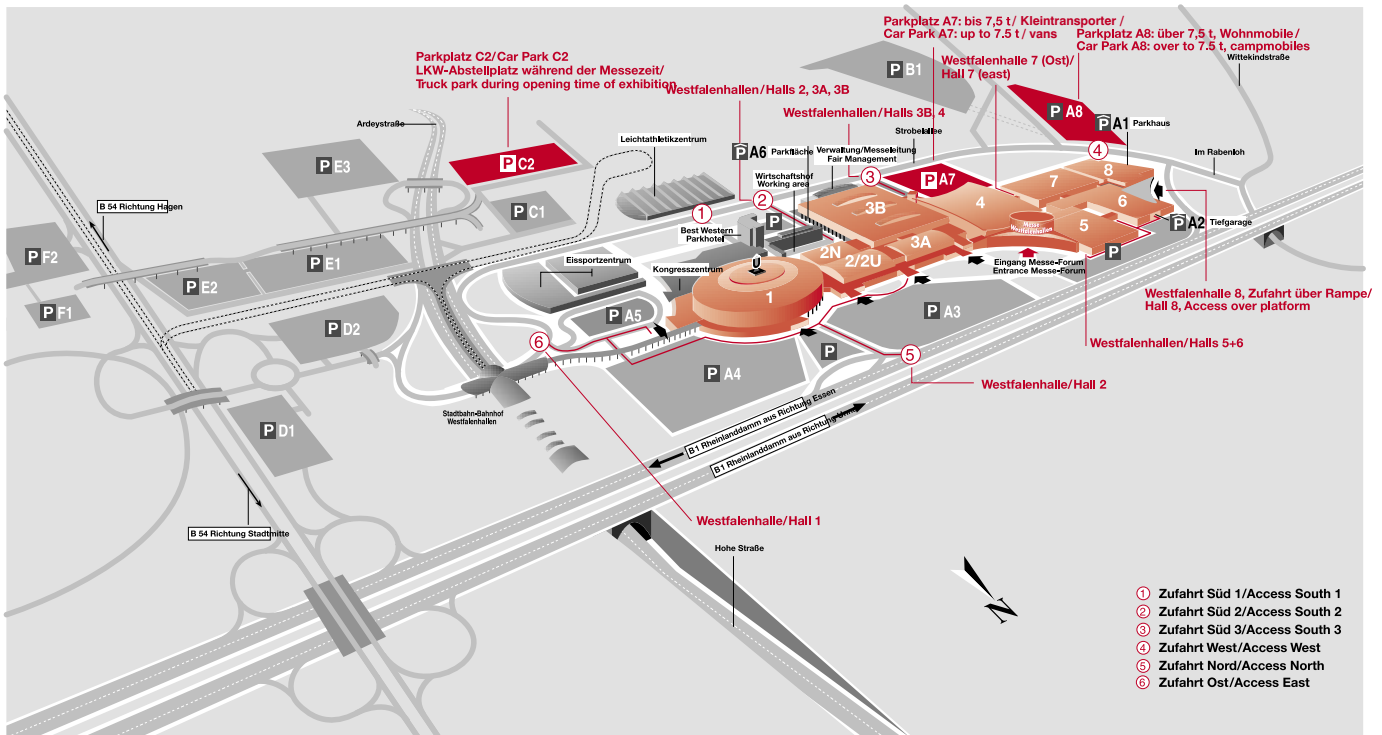 Parkplatz A7: bis 7,5 t / Kleintransporter /
Car Park A7: up to 7.5 t / vans
Parkplatz A8: über 7,5 t, Wohnmobile/
Car Park A8: over to 7.5 t, campmobiles
Wittekindstraße
Parkplatz C2/Car Park C2
LKW-Abstellplatz während der Messezeit/
Truck park during opening time of exhibition
Westfalenhalle 7 (Ost)/
Hall 7 (east)
P B1
Westfalenhallen/Halls 2, 3A, 3B
Westfalenhallen/Halls 3B, 4
P A8
P A1 Parkhaus
Ardeystraße
Strobelallee
Leichtathletikzentrum
P A6 Parkfläche
Verwaltung/Messeleitung
Fair Management
Im Rabenloh
P E3
P C2
P A7
Wirtschaftshof
Working area
4
3
2
1
8
7
6
5
4
3B
3A
2N
2/2U
1
P C1
P
B 54 Richtung Hagen
Best Western
Parkhotel
Messe
Westfalenhallen
P A2 Tiefgarage
P
P F2
P E1
P E2
Eissportzentrum
Kongresszentrum
U
Eingang Messe-Forum
Entrance Messe-Forum
Westfalenhalle 8, Zufahrt über Rampe/
Hall 8, Access over platform
P F1
P D2
P A5
P A3
6
5
P
Westfalenhallen/Halls 5+6
P A4
Westfalenhalle/Hall 2
Stadtbahn-Bahnhof
Westfalenhallen
P D1
B1 Rheinlanddamm aus Richtung Essen
B1 Rheinlanddamm aus Richtung Unna
Westfalenhalle/Hall 1
B 54 Richtung Stadtmitte
Hohe Straße
N
1 Zufahrt Süd 1/Access South 1
2 Zufahrt Süd 2/Access South 2
3 Zufahrt Süd 3/Access South 3
4 Zufahrt West/Access West
5 Zufahrt Nord/Access North
6 Zufahrt Ost/Access East